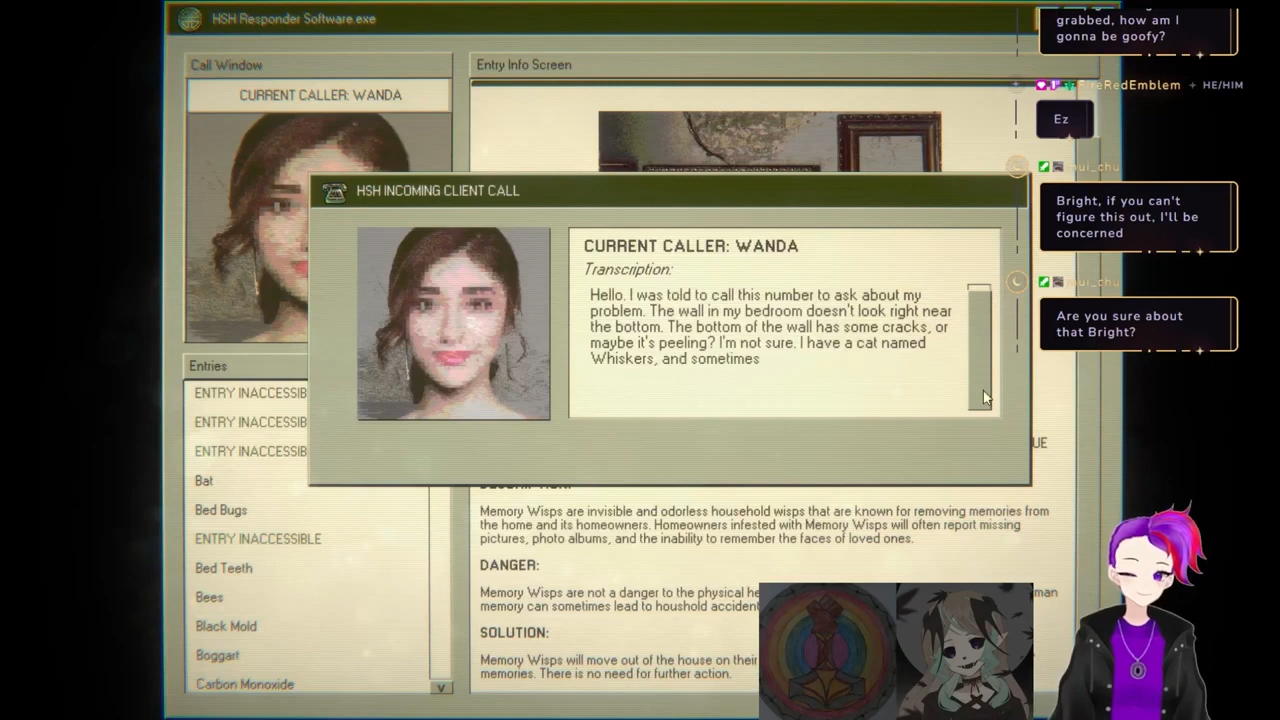 HSH Responder Software.exe
Call Window
CURRENT CALLER: WANDA
Entries
ENTRY INACCESSIB
ENTRY INACCESSIB
ENTRY INACCESSIB
Bat
Bed Bugs
ENTRY INACCESSIBLE
Bed Teeth
Bees
Black Mold
Boggart
Carbon Monoxide
V
Entry Info Screen
HSH INCOMING CLIENT CALL
CURRENT CALLER: WANDA
Transcription:
Hello. I was told to call this number to ask about my
problem. The wall in my bedroom doesn't look right near
the bottom. The bottom of the wall has some cracks, or
maybe it's peeling? I'm not sure. I have a cat named
Whiskers, and sometimes
UE
Memory Wisps are invisible and odorless household wisps that are known for removing memories from
the home and its homeowners. Homeowners infested with Memory Wisps will often report missing
pictures, photo albums, and the inability to remember the faces of loved ones.
DANGER:
Memory Wisps are not a danger to the physical he
man
memory can sometimes lead to houshold accident
SOLUTION:
Memory Wisps will move out of the house on their
memories. There is no need for further action.
grabbed, how am I
gonna be goofy?
FireRedEmblem + HE/HIM
Ez
Bright, if you can't
figure this out, I'll be
concerned
Are you sure about
that Bright?